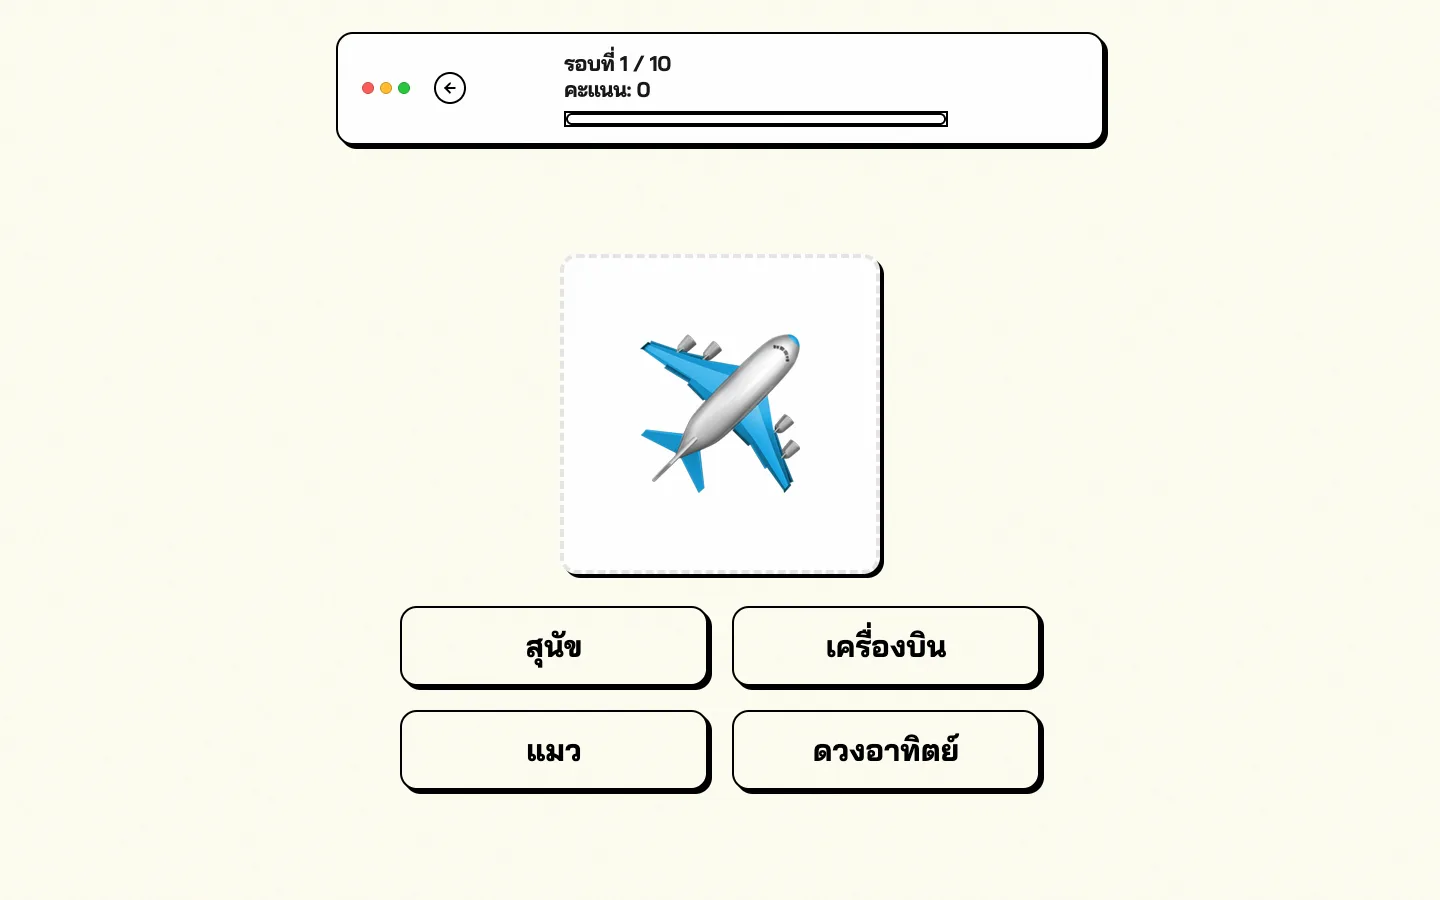 รอบที่ 1 / 10
คะแนน: 0
สุนัข
เครื่องบิน
แมว
ดวงอาทิตย์